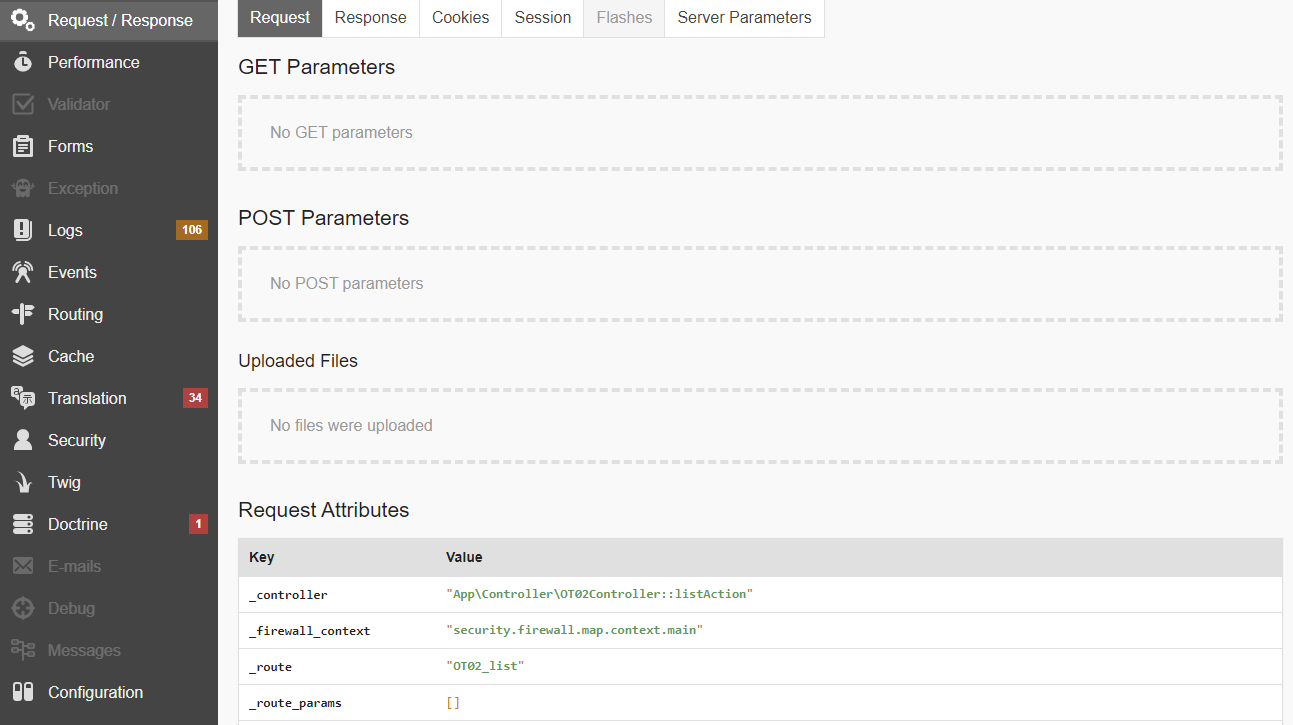 Request / Response
Performance
Validator
Forms
Exception
Logs 106
Events
Routing
Cache
Translation 34
Security
Twig
Doctrine 1
E-mails
Debug
Messages
Configuration
Request Response Cookies Session Flashes Server Parameters
GET Parameters
No GET parameters
POST Parameters
No POST parameters
Uploaded Files
No files were uploaded
Request Attributes
Key Value
_controller "App\Controller\OT02Controller::listAction"
_firewall_context "security.firewall.map.context.main"
_route "OT02_list"
_route_params []